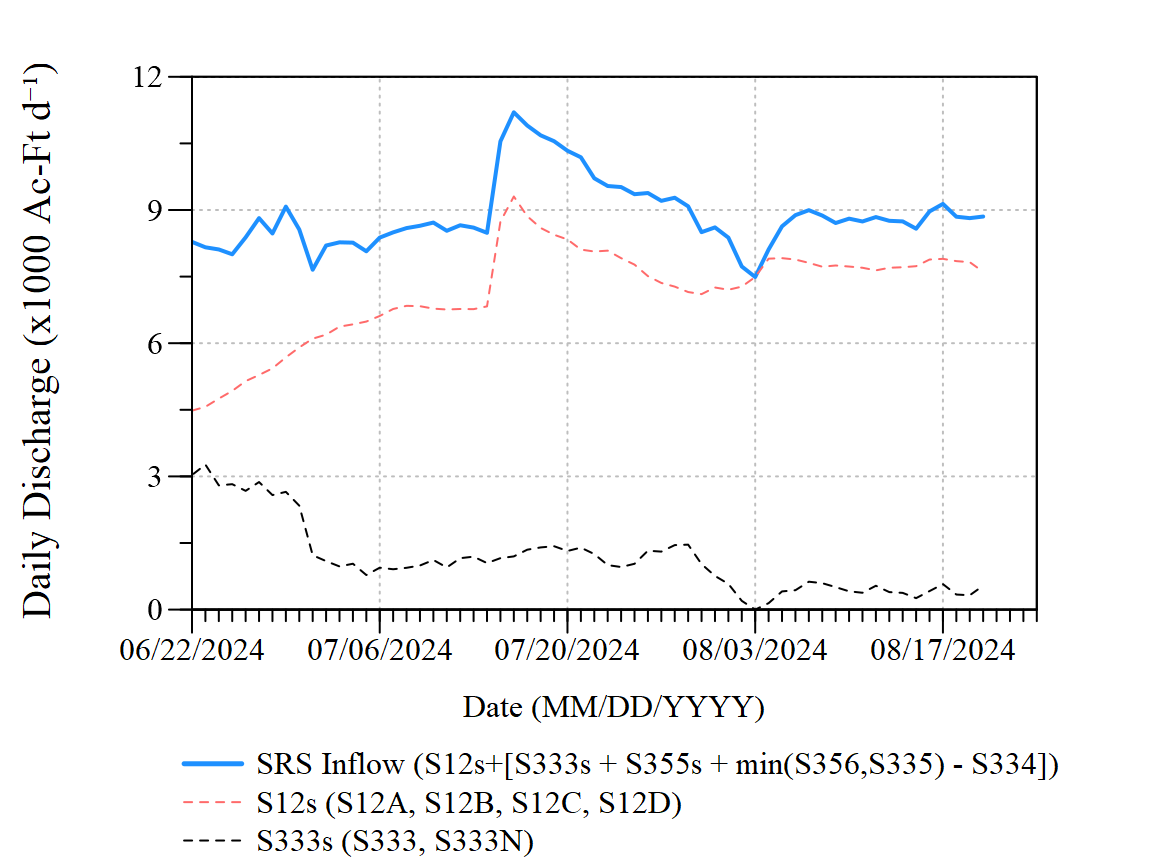 Daily Discharge (x1000 Ac-Ft d⁻¹)
12
9
6
3
0
06/22/2024 07/06/2024 07/20/2024 08/03/2024 08/17/2024
Date (MM/DD/YYYY)
SRS Inflow (S12s+[S333s + S355s + min(S356,S335) - S334])
S12s (S12A, S12B, S12C, S12D)
S333s (S333, S333N)